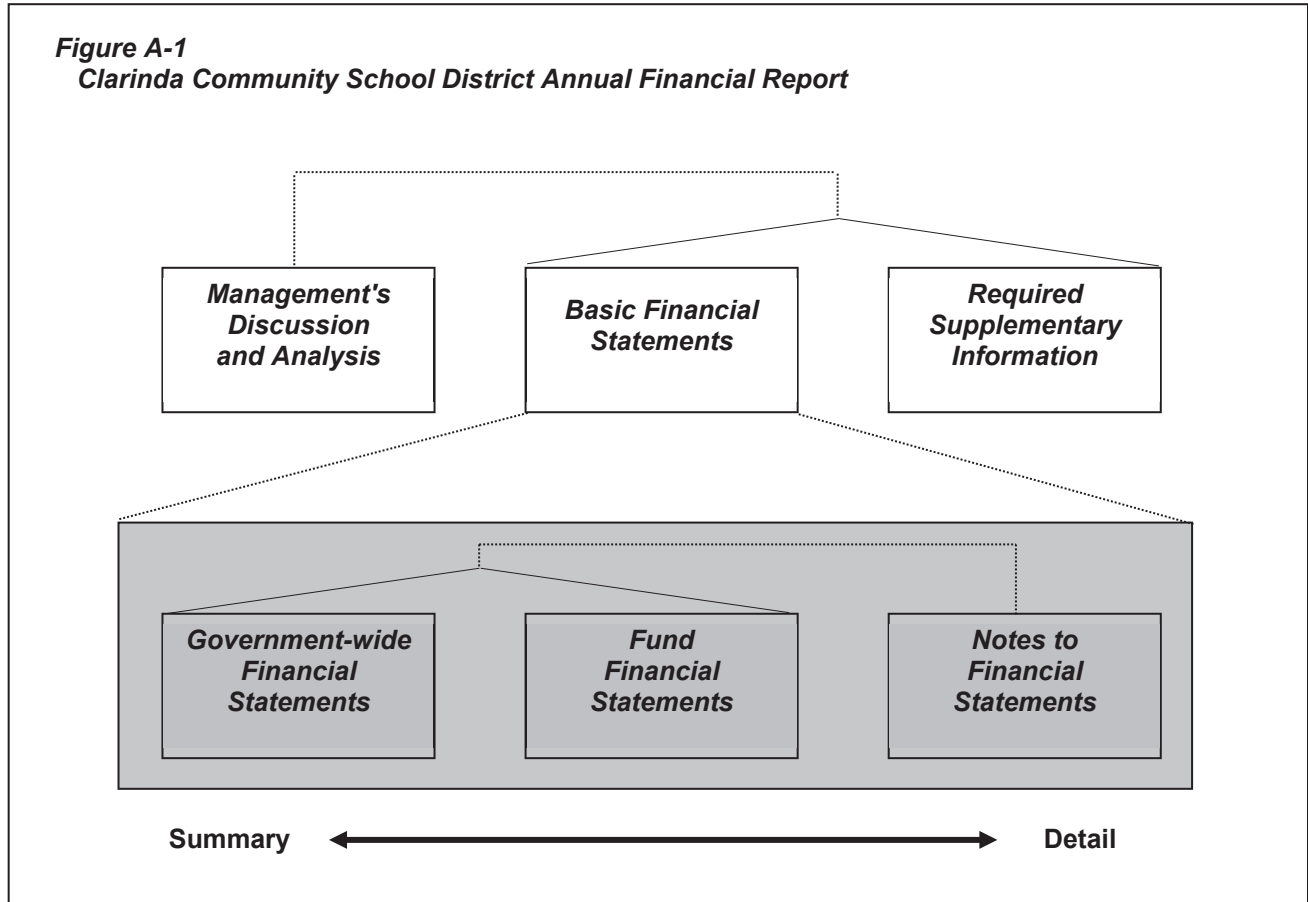 Figure A-1
Clarinda Community School District Annual Financial Report
Management's
Discussion
and Analysis
Basic Financial
Statements
Required
Supplementary
Information
Government-wide
Financial
Statements
Fund
Financial
Statements
Notes to
Financial
Statements
Summary
Detail